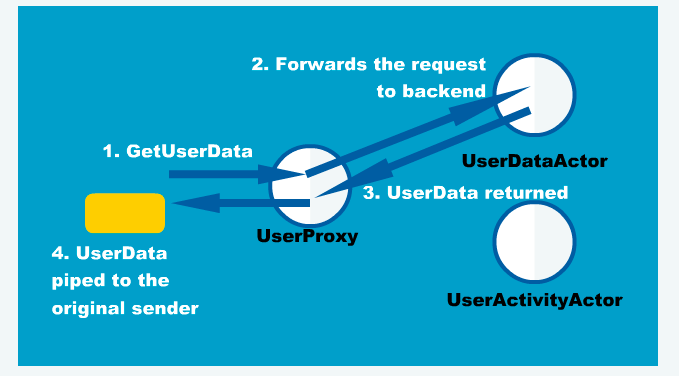 2. Forwards the request
to backend
1. GetUserData
UserDataActor
3. UserData returned
UserProxy
4. UserData
piped to the
original sender
UserActivityActor